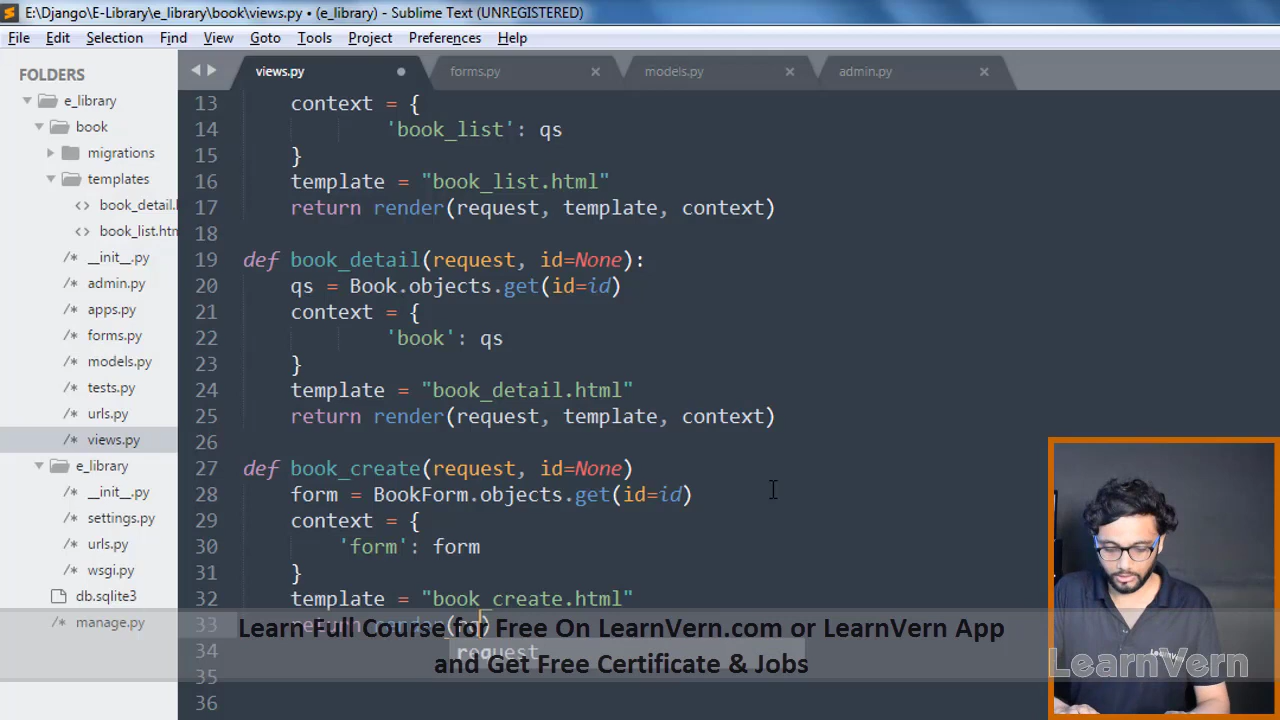 E:\Django\E-Library\e_library\book\views.py • (e_library) - Sublime Text (UNREGISTERED)
File Edit Selection Find View Goto Tools Project Preferences Help
FOLDERS
e_library
book
migrations
templates
book_detail.
book_list.htm
__init__.py
admin.py
apps.py
forms.py
models.py
tests.py
urls.py
views.py
e_library
__init__.py
settings.py
urls.py
wsgi.py
db.sqlite3
manage.py
views.py forms.py models.py admin.py
13 context = {
14 'book_list': qs
15 }
16 template = "book_list.html"
17 return render(request, template, context)
18
19 def book_detail(request, id=None):
20 qs = Book.objects.get(id=id)
21 context = {
22 'book': qs
23 }
24 template = "book_detail.html"
25 return render(request, template, context)
26
27 def book_create(request, id=None)
28 form = BookForm.objects.get(id=id)
29 context = {
30 'form': form
31 }
32 template = "book_create.html"
33 return render(
34 request
35
36
Learn Full Course for Free On LearnVern.com or LearnVern App
and Get Free Certificate & Jobs
LearnVern